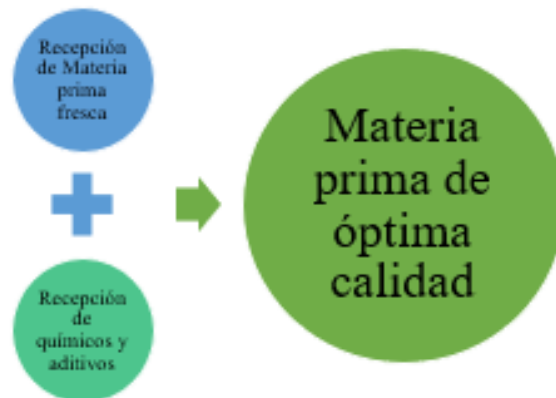 Recepción
de Materia
prima
fresca
Materia
prima de
óptima
calidad
Recepción
de
químicos y
aditivos